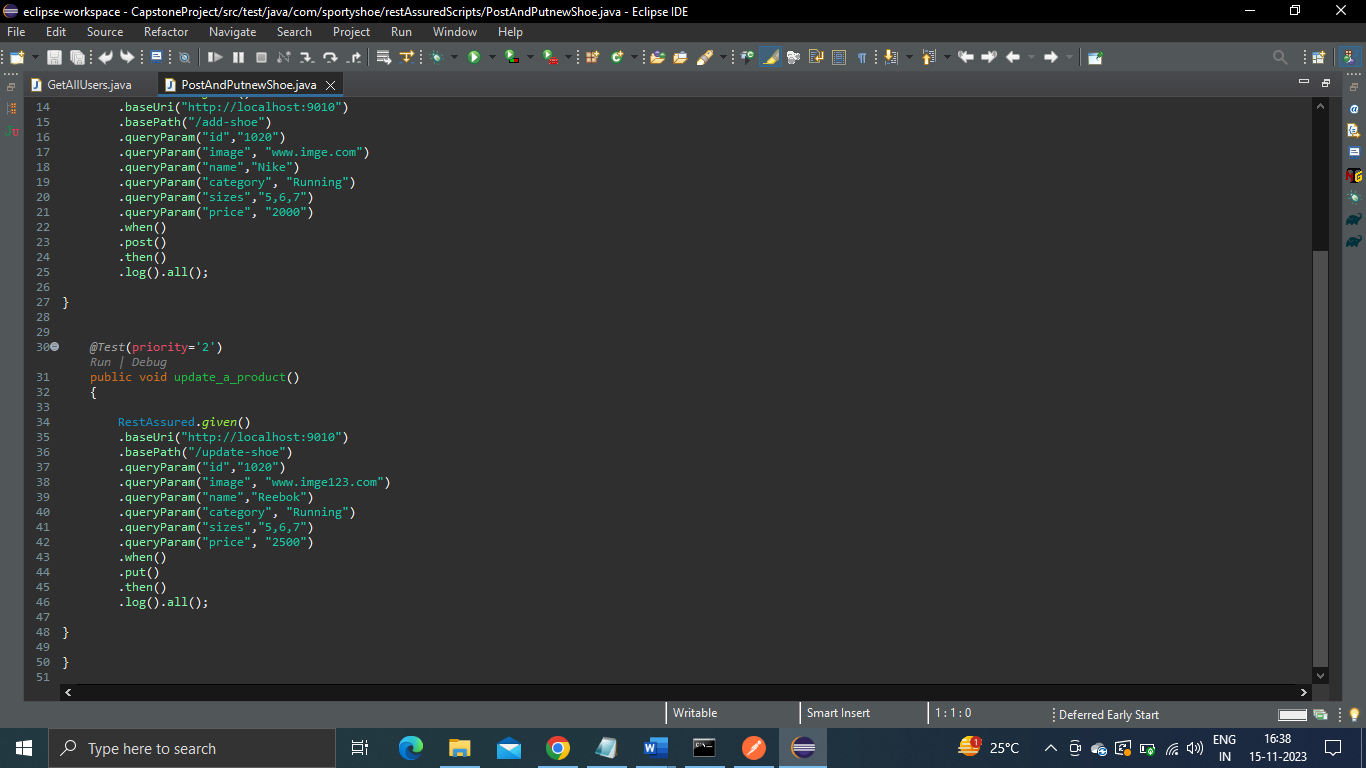 eclipse-workspace - CapstoneProject/src/test/java/com/sportyshoe/restAssuredScripts/PostAndPutnewShoe.java - Eclipse IDE
File Edit Source Refactor Navigate Search Project Run Window Help
GetAllUsers.java PostAndPutnewShoe.java
14 .baseUri("http://localhost:9010")
15 .basePath("/add-shoe")
16 .queryParam("id","1020")
17 .queryParam("image", "www.imge.com")
18 .queryParam("name","Nike")
19 .queryParam("category", "Running")
20 .queryParam("sizes","5,6,7")
21 .queryParam("price", "2000")
22 .when()
23 .post()
24 .then()
25 .log().all();
26
27 }
28
29
30 @Test(priority='2')
Run | Debug
31 public void update_a_product()
32 {
33
34 RestAssured.given()
35 .baseUri("http://localhost:9010")
36 .basePath("/update-shoe")
37 .queryParam("id","1020")
38 .queryParam("image", "www.imge123.com")
39 .queryParam("name","Reebok")
40 .queryParam("category", "Running")
41 .queryParam("sizes","5,6,7")
42 .queryParam("price", "2500")
43 .when()
44 .put()
45 .then()
46 .log().all();
47
48 }
49
50 }
51
Writable Smart Insert 1 : 1 : 0 Deferred Early Start
Type here to search
25°C ENG 16:38
IN 15-11-2023